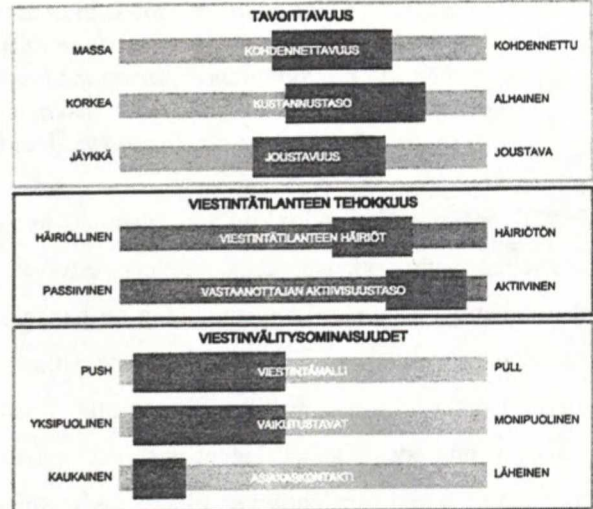 TAVOITTAVUUS
MASSA KOHDENNETTAVUUS KOHDENNETTU
KORKEA KUSTANNUSTASO ALHAINEN
JÄYKKÄ JOUSTAVUUS JOUSTAVA
VIESTINTÄTILANTEEN TEHOKKUUS
HÄIRIÖLLINEN VIESTINTÄTILANTEEN HÄIRIÖT HÄIRIÖTÖN
PASSIIVINEN VASTAANOTTAJAN AKTIIVISUUSTASO AKTIIVINEN
VIESTINVÄLITYSOMINAISUUDET
PUSH VIESTINTÄMALLI PULL
YKSIPUOLINEN VAIKUTUSTAVAT MONIPUOLINEN
KAUKAINEN ASIAKASKONTAKTI LÄHEINEN